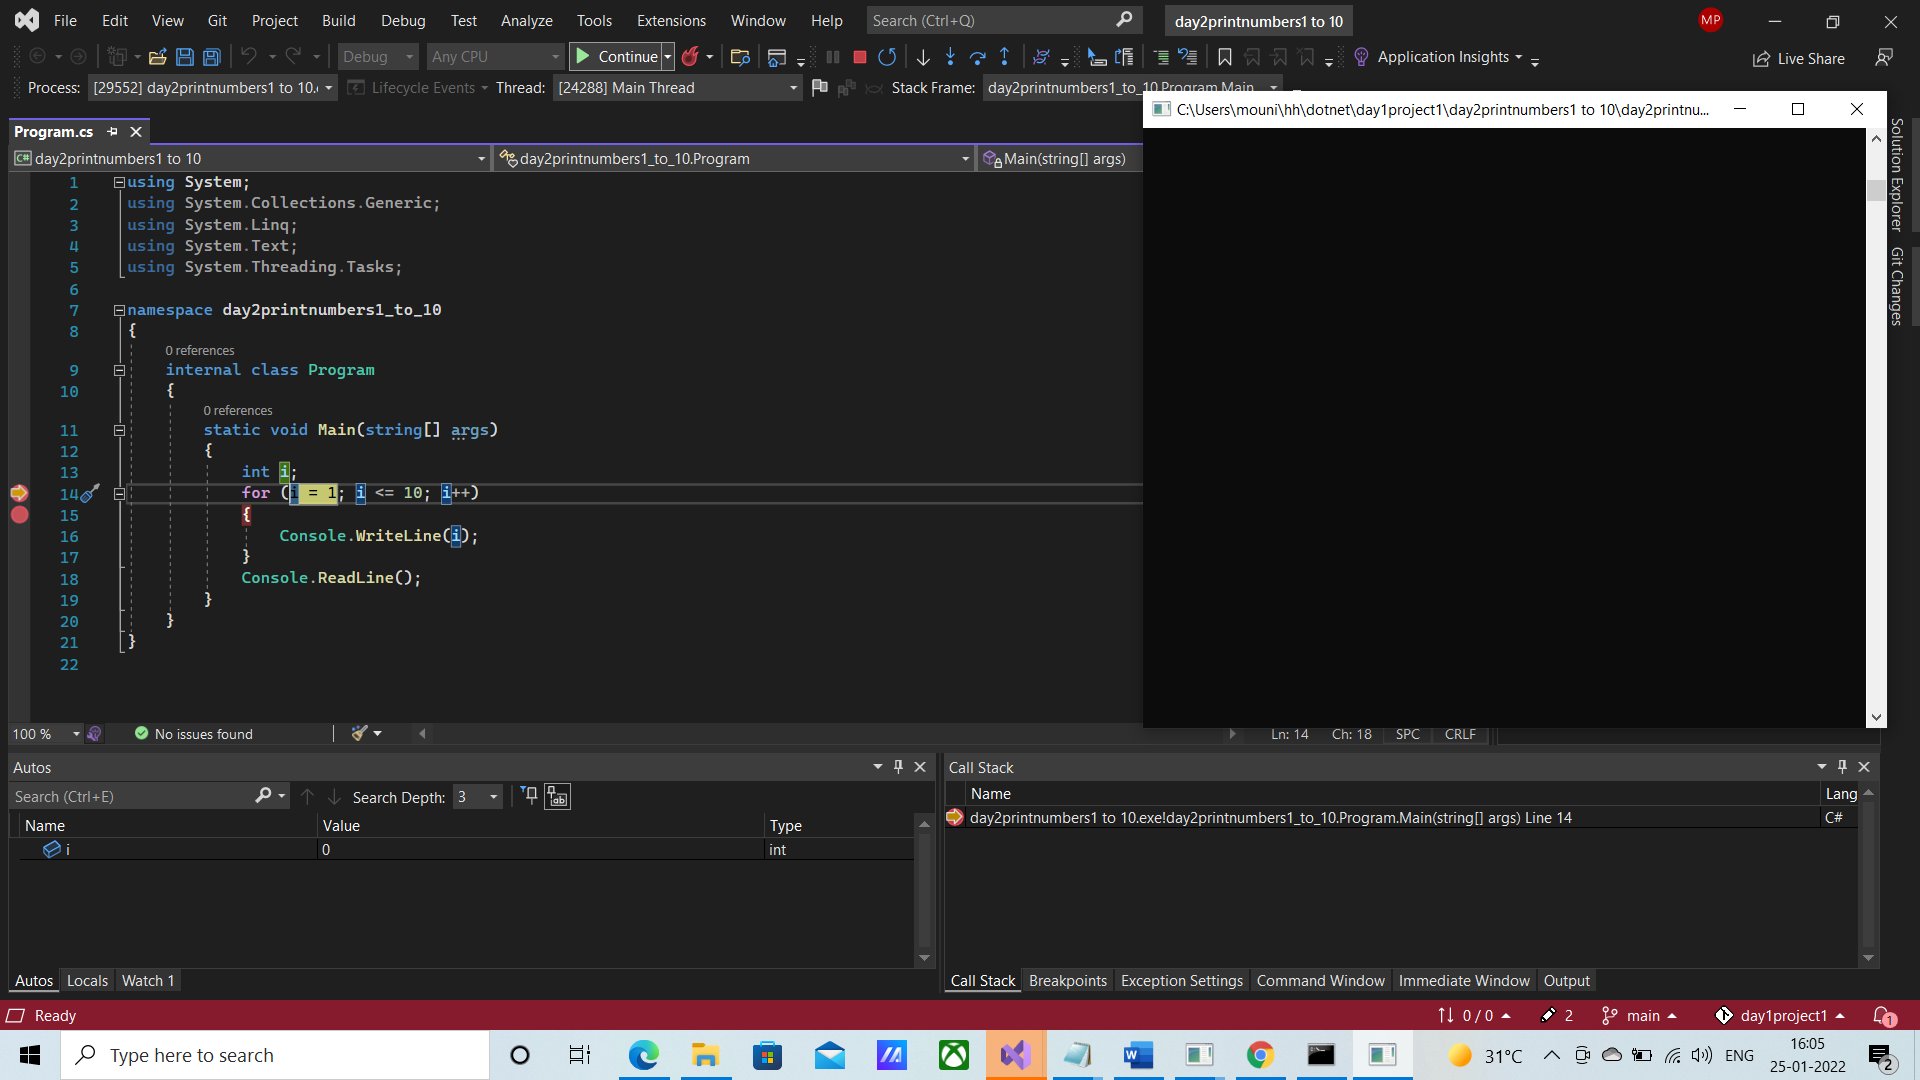 File Edit View Git Project Build Debug Test Analyze Tools Extensions Window Help Search (Ctrl+Q) day2printnumbers1 to 10 MP
Debug Any CPU Continue Application Insights Live Share
Process: [29552] day2printnumbers1 to 10. Lifecycle Events Thread: [24288] Main Thread Stack Frame: day2printnumbers1_to_10.Program.Main
C:\Users\mouni\hh\dotnet\day1project1\day2printnumbers1 to 10\day2printnu...
Program.cs
day2printnumbers1 to 10 day2printnumbers1_to_10.Program Main(string[] args)
1 using System;
2 using System.Collections.Generic;
3 using System.Linq;
4 using System.Text;
5 using System.Threading.Tasks;
6
7 namespace day2printnumbers1_to_10
8 {
0 references
9 internal class Program
10 {
0 references
11 static void Main(string[] args)
12 {
13 int i;
14 for (i = 1; i <= 10; i++)
15 {
16 Console.WriteLine(i);
17 }
18 Console.ReadLine();
19 }
20 }
21 }
22
Solution Explorer
Git Changes
100 % No issues found Ln: 14 Ch: 18 SPC CRLF
Autos
Search (Ctrl+E) Search Depth: 3
Name Value Type
i 0 int
Autos Locals Watch 1
Call Stack
Name Lang
day2printnumbers1 to 10.exe!day2printnumbers1_to_10.Program.Main(string[] args) Line 14 C#
Call Stack Breakpoints Exception Settings Command Window Immediate Window Output
Ready 0 / 0 2 main day1project1 1
Type here to search 31°C ENG 16:05
25-01-2022 2